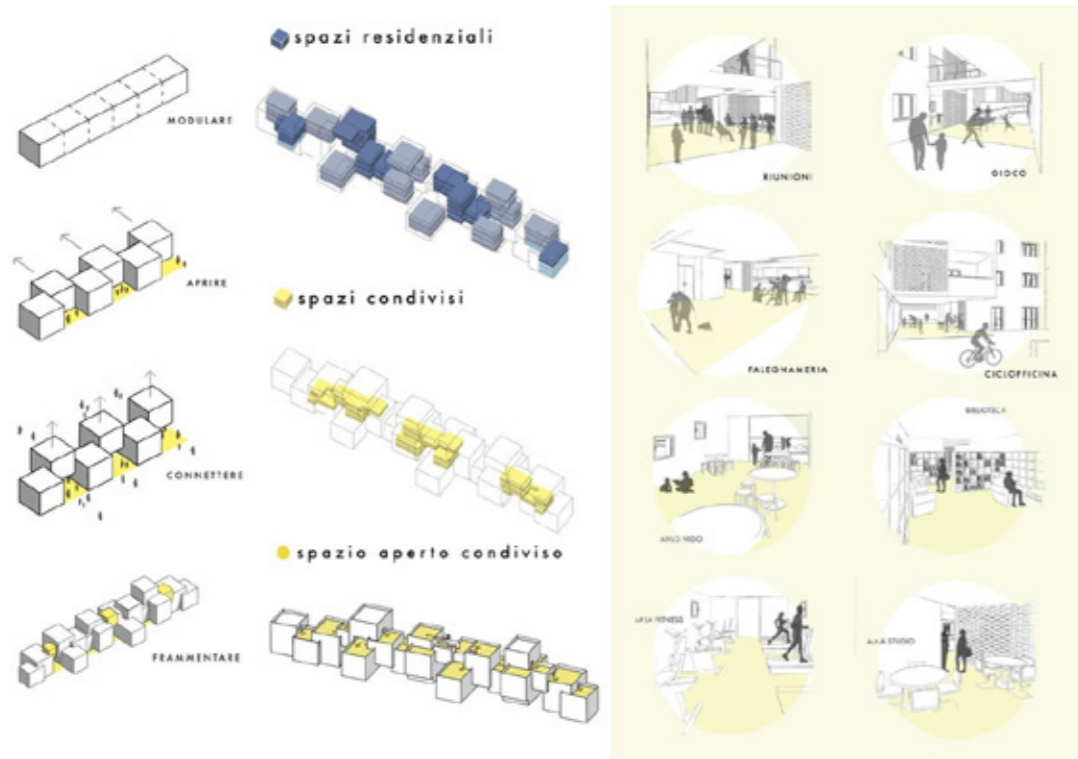 MODULARE
APRIRE
CONNETTERE
FRAMMENTARE
spazi residenziali
spazi condivisi
spazio aperto condiviso
RIUNIONI
GIOCO
FALEGNAMERIA
CICLOFFICINA
ASILO NIDO
BIBLIOTECA
AREA FITNESS
AULA STUDIO